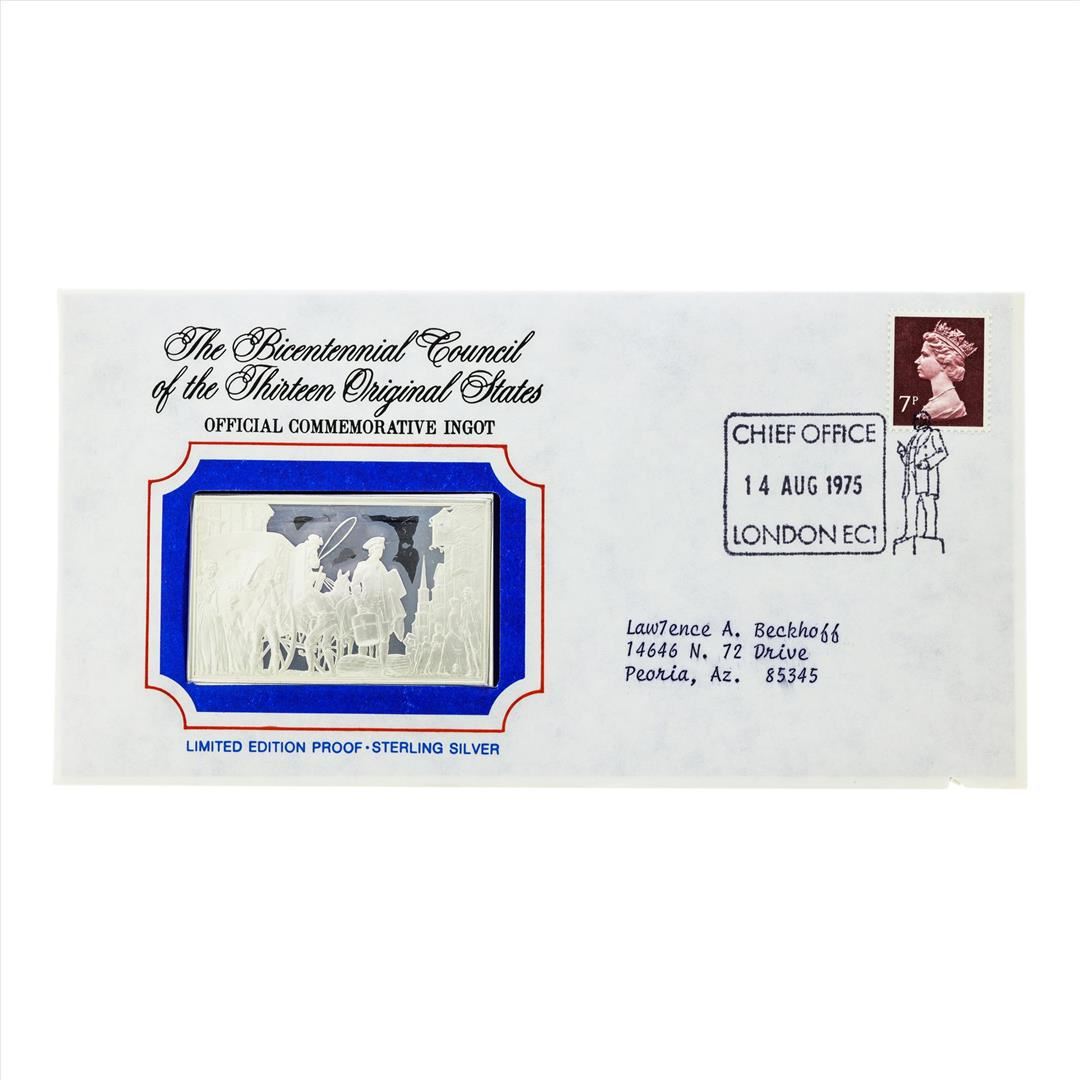 The Bicentennial Council
of the Thirteen Original States
OFFICIAL COMMEMORATIVE INGOT
LIMITED EDITION PROOF·STERLING SILVER
7P
CHIEF OFFICE
14 AUG 1975
LONDON EC1
Law7ence A. Beckhoff
14646 N. 72 Drive
Peoria, Az. 85345